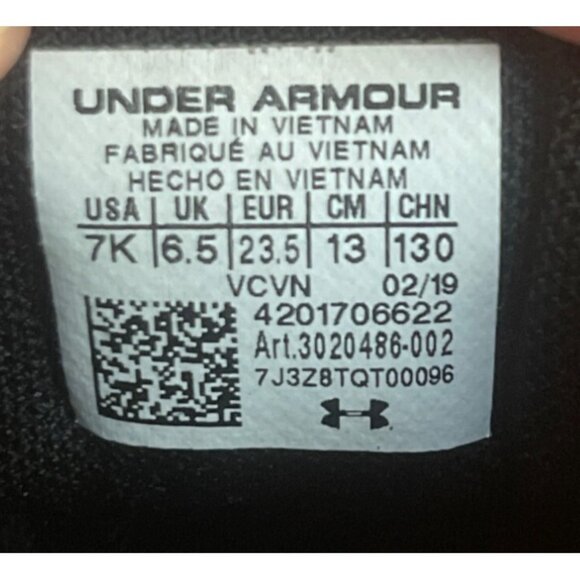 UNDER ARMOUR
MADE IN VIETNAM
FABRIQUÉ AU VIETNAM
HECHO EN VIETNAM
USA | UK | EUR | CM | CHN
7K | 6.5 | 23.5 | 13 | 130
VCVN 02/19
4201706622
Art.3020486-002
7J3Z8TQT00096